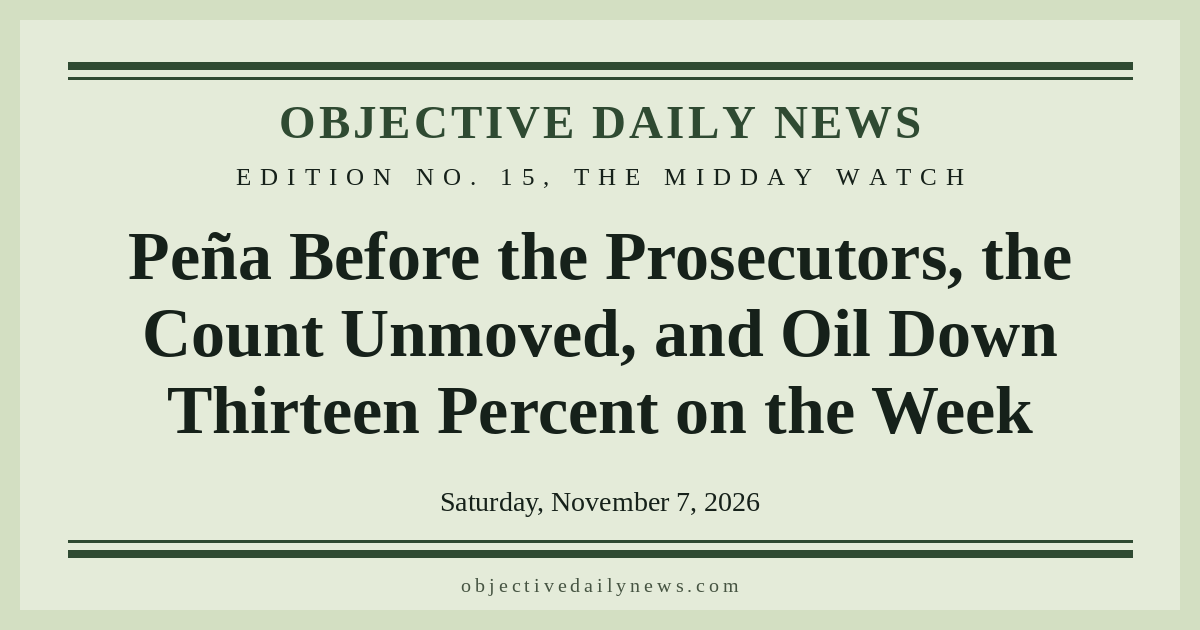 OBJECTIVE DAILY NEWS
EDITION NO. 15, THE MIDDAY WATCH
Peña Before the Prosecutors, the
Count Unmoved, and Oil Down
Thirteen Percent on the Week
Saturday, November 7, 2026
objectivedailynews.com